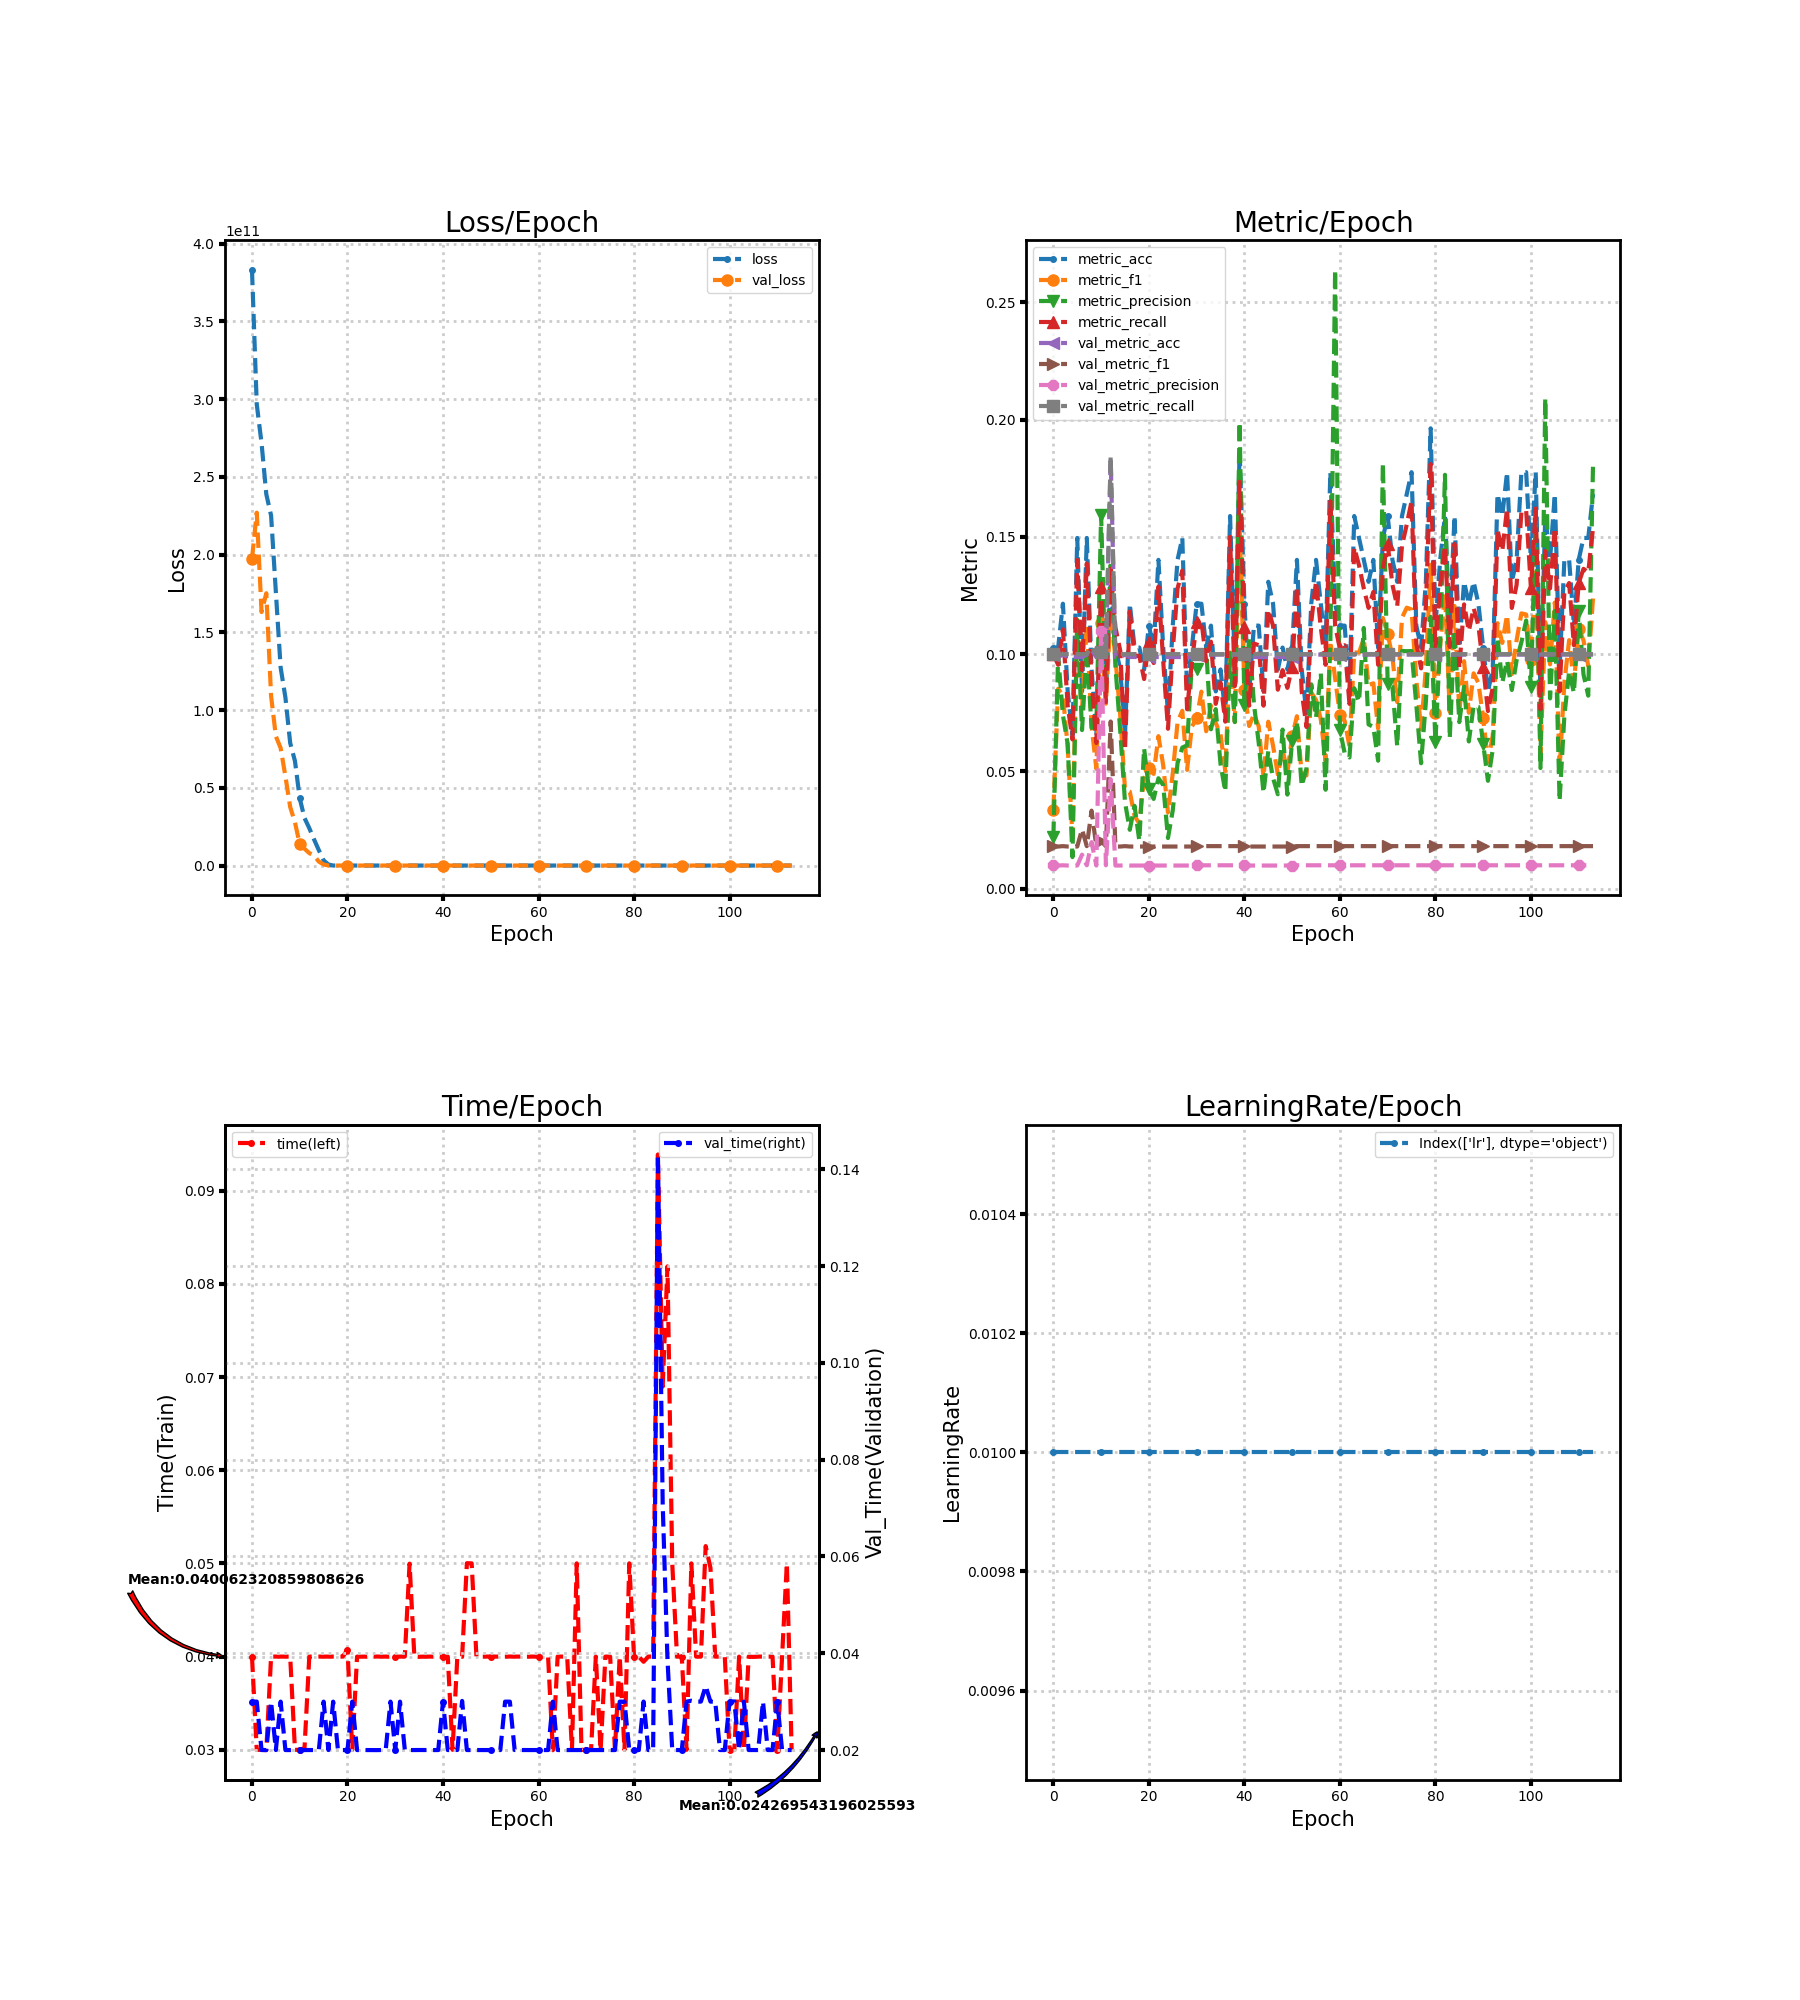 Loss/Epoch
1e11
4.0
3.5
3.0
2.5
2.0
1.5
1.0
0.5
0.0
Loss
loss
val_loss
0
20
40
60
80
100
Epoch
Metric/Epoch
0.25
0.20
0.15
0.10
0.05
0.00
Metric
metric_acc
metric_f1
metric_precision
metric_recall
val_metric_acc
val_metric_f1
val_metric_precision
val_metric_recall
0
20
40
60
80
100
Epoch
Time/Epoch
time(left)
val_time(right)
0.09
0.08
0.07
0.06
0.05
0.04
0.03
Time(Train)
0.14
0.12
0.10
0.08
0.06
0.04
0.02
Val_Time(Validation)
Mean:0.040062320859808626
0
20
40
60
80
100
Mean:0.024269543196025593
Epoch
LearningRate/Epoch
Index(['lr'], dtype='object')
0.0104
0.0102
0.0100
0.0098
0.0096
LearningRate
0
20
40
60
80
100
Epoch